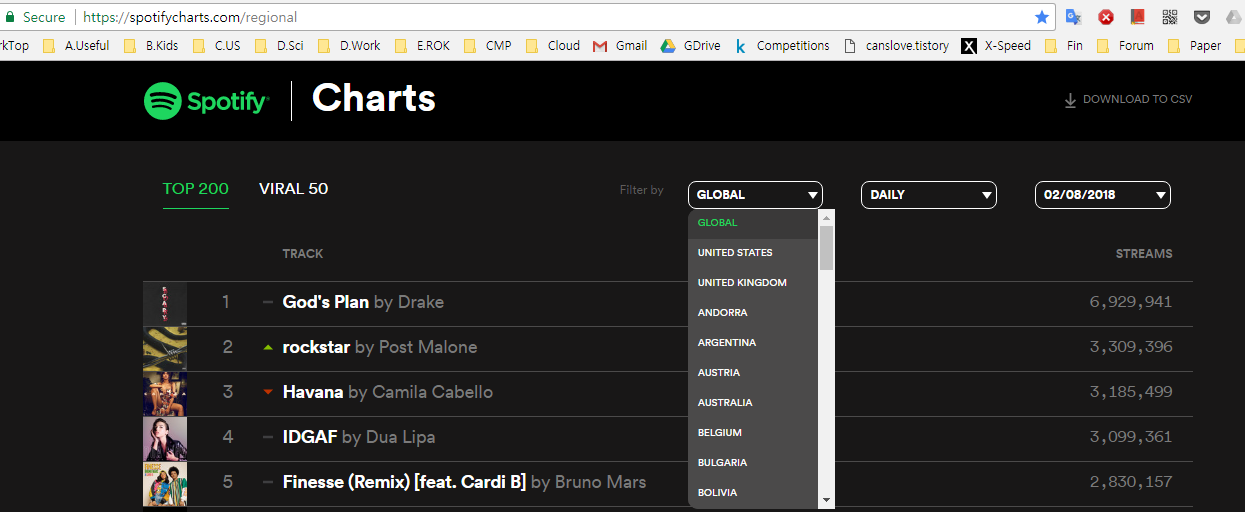 Secure https://spotifycharts.com/regional
rkTop A.Useful B.Kids C.US D.Sci D.Work E.ROK CMP Cloud Gmail GDrive Competitions canslove.tistory X-Speed Fin Forum Paper
Spotify Charts DOWNLOAD TO CSV
TOP 200 VIRAL 50 Filter by GLOBAL DAILY 02/08/2018
GLOBAL
UNITED STATES
UNITED KINGDOM
ANDORRA
ARGENTINA
AUSTRIA
AUSTRALIA
BELGIUM
BULGARIA
BOLIVIA
TRACK STREAMS
1 God's Plan by Drake 6,929,941
2 rockstar by Post Malone 3,309,396
3 Havana by Camila Cabello 3,185,499
4 IDGAF by Dua Lipa 3,099,361
5 Finesse (Remix) [feat. Cardi B] by Bruno Mars 2,830,157
SCARY